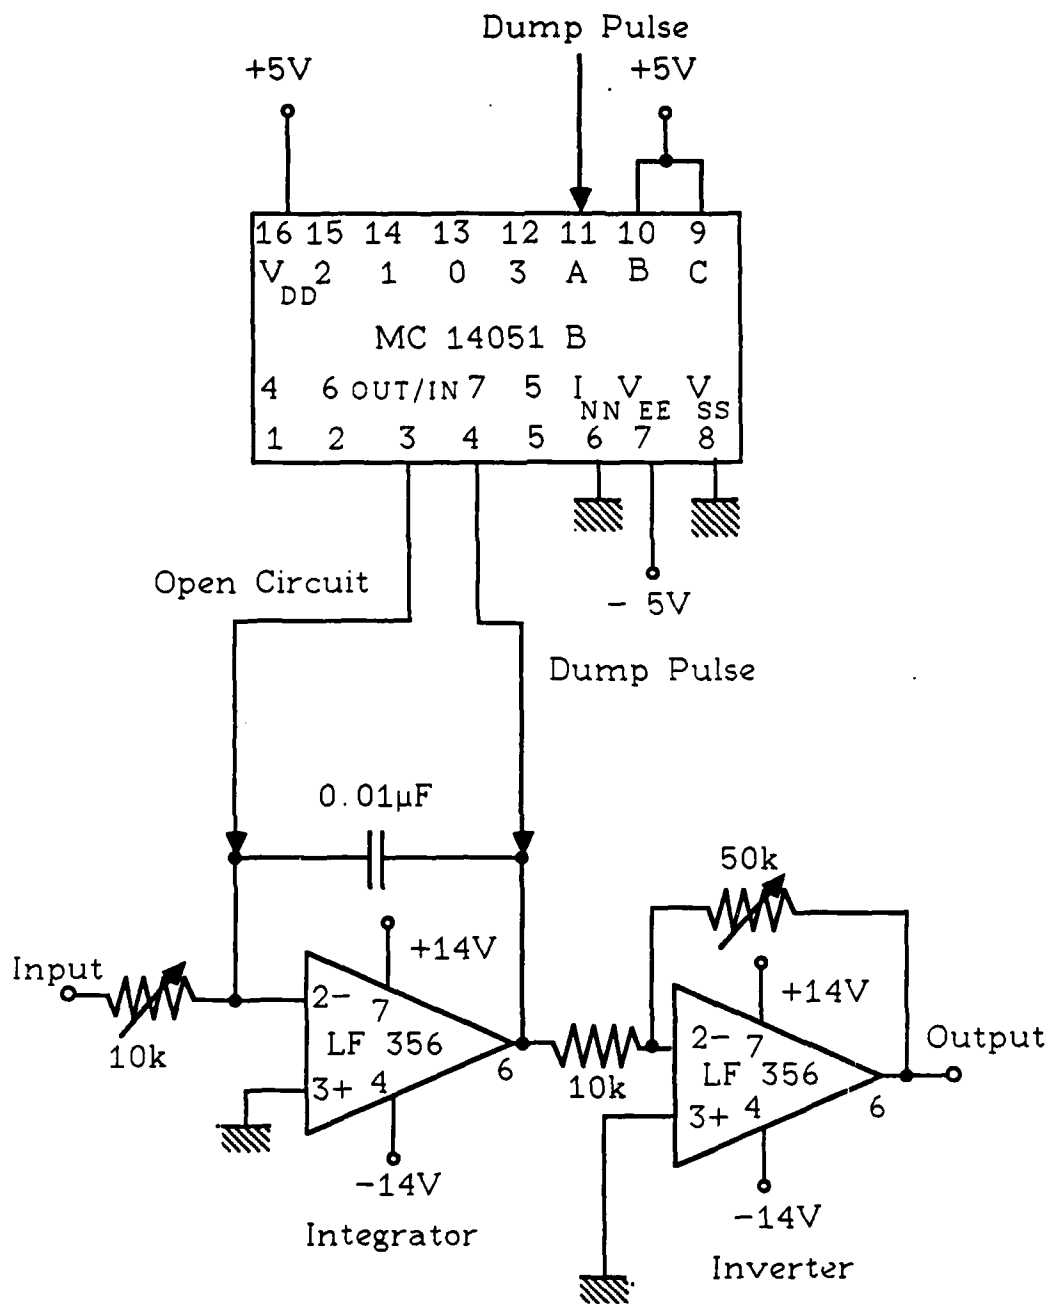 Dump Pulse
+5V
+5V
16 15 14 13 12 11 10 9
VDD 2 1 0 3 A B C
MC 14051 B
4 6 OUT/IN 7 5 INN VEE VSS
1 2 3 4 5 6 7 8
Open Circuit
- 5V
Dump Pulse
0.01µF
50k
+14V
Input
+14V
10k
2- 7
LF 356
3+ 4
6
10k
2- 7
LF 356
3+ 4
6
Output
-14V
-14V
Integrator
Inverter